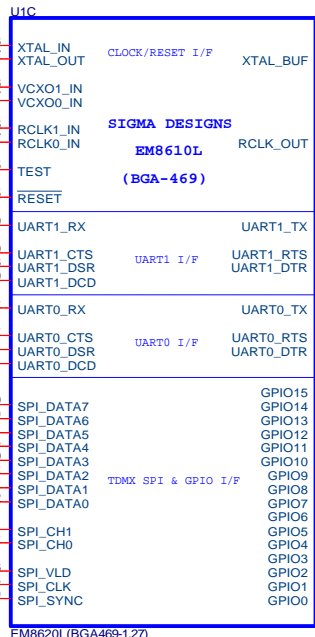 U1C
XTAL_IN
XTAL_OUT
CLOCK/RESET I/F
XTAL_BUF
VCXO1_IN
VCXO0_IN
RCLK1_IN
RCLK0_IN
SIGMA DESIGNS
EM8610L
(BGA-469)
RCLK_OUT
TEST
RESET
UART1_RX
UART1_TX
UART1_CTS
UART1_DSR
UART1_DCD
UART1 I/F
UART1_RTS
UART1_DTR
UART0_RX
UART0_TX
UART0_CTS
UART0_DSR
UART0_DCD
UART0 I/F
UART0_RTS
UART0_DTR
SPI_DATA7
SPI_DATA6
SPI_DATA5
SPI_DATA4
SPI_DATA3
SPI_DATA2
SPI_DATA1
SPI_DATA0
SPI_CH1
SPI_CH0
SPI_VLD
SPI_CLK
SPI_SYNC
TDMX SPI & GPIO I/F
GPIO15
GPIO14
GPIO13
GPIO12
GPIO11
GPIO10
GPIO9
GPIO8
GPIO7
GPIO6
GPIO5
GPIO4
GPIO3
GPIO2
GPIO1
GPIO0
EM8620L(BGA469-1.27)